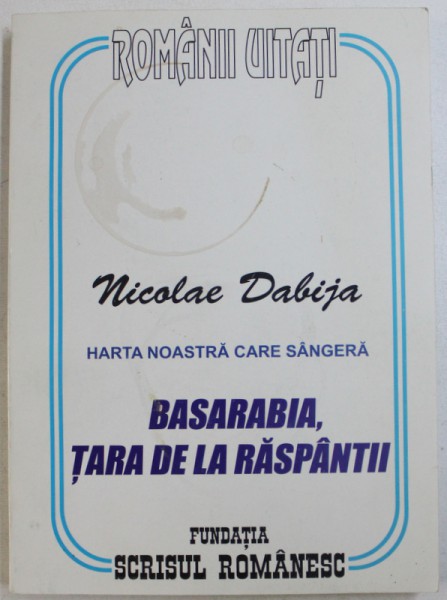 ROMÂNII UITAȚI
Nicolae Dabija
HARTA NOASTRĂ CARE SÂNGERĂ
BASARABIA,
ȚARA DE LA RĂSPÂNTII
FUNDAȚIA
SCRISUL ROMÂNESC